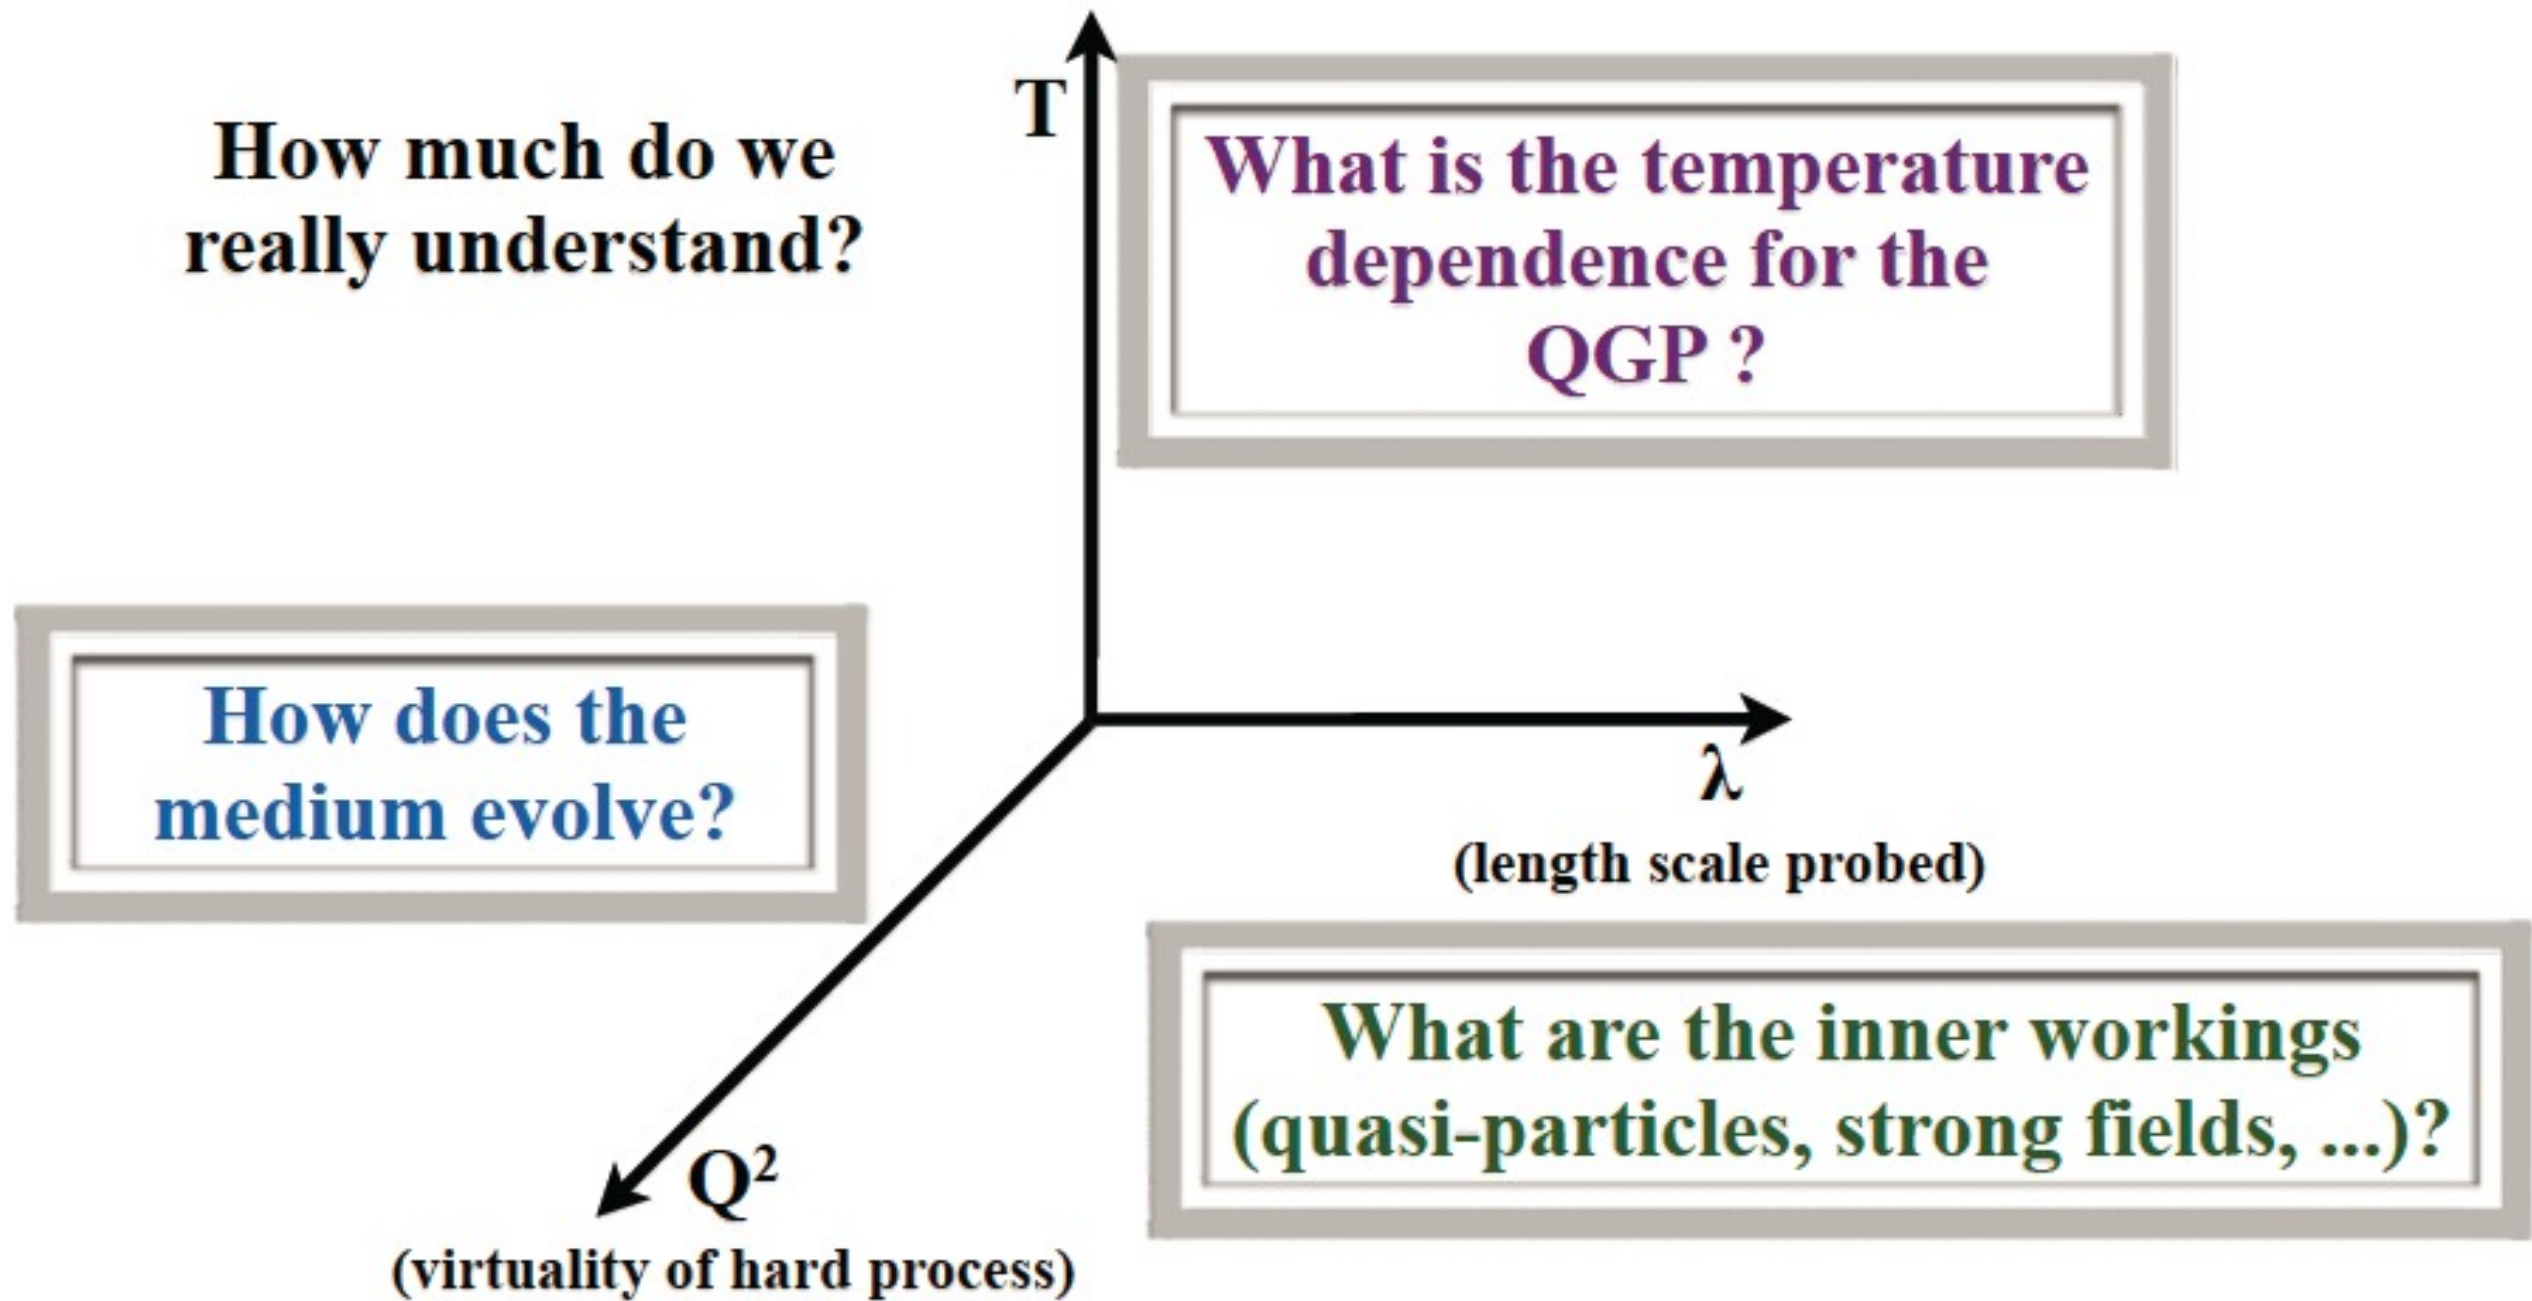 How much do we
really understand?
T
What is the temperature
dependence for the
QGP ?
How does the
medium evolve?
λ
(length scale probed)
What are the inner workings
(quasi-particles, strong fields, ...)?
Q²
(virtuality of hard process)